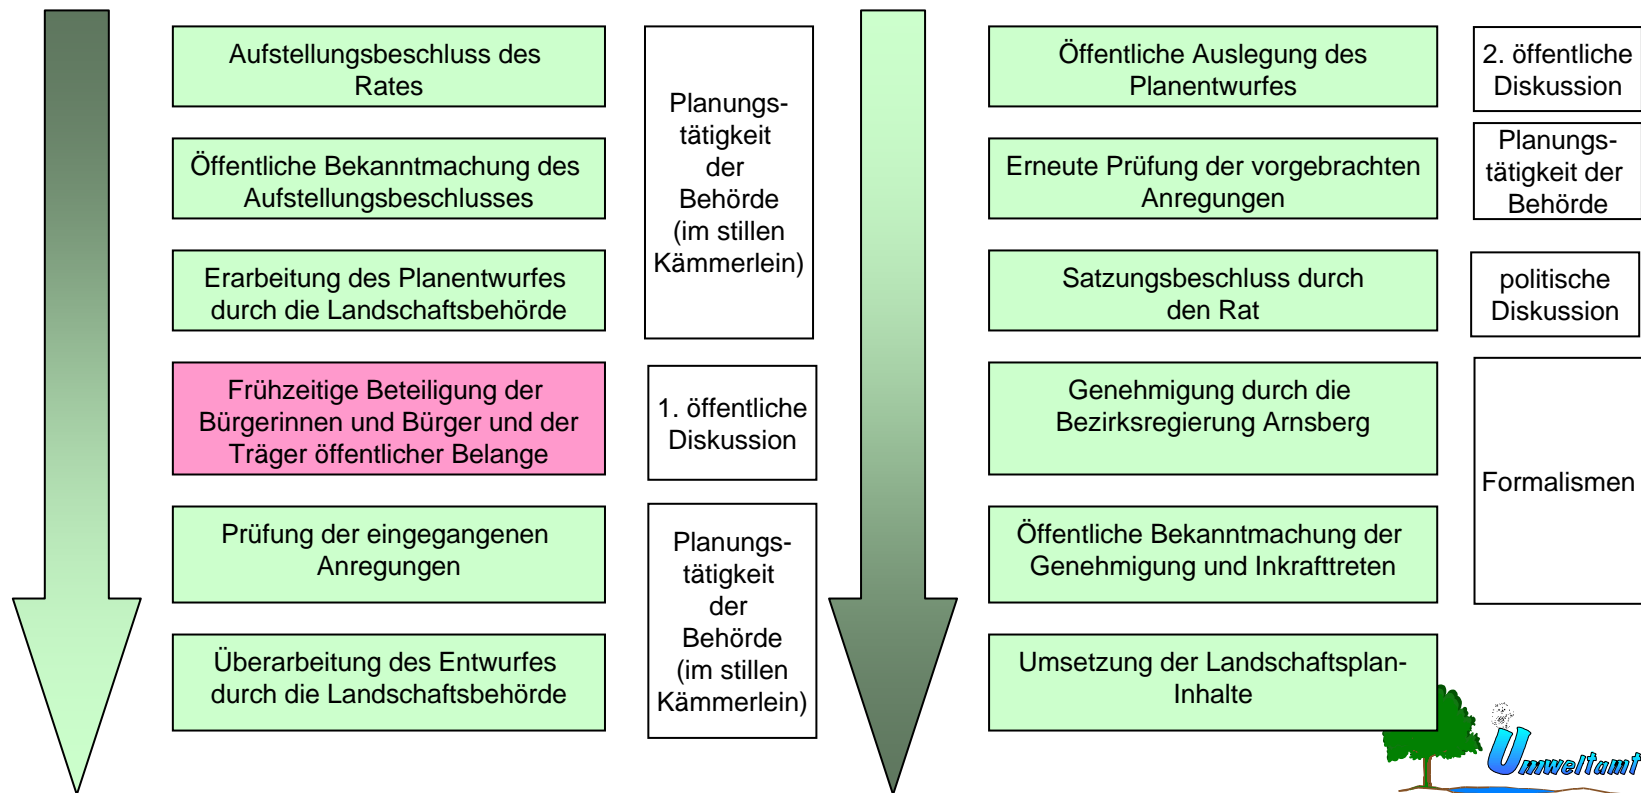 Aufstellungsbeschluss des
Rates
Öffentliche Bekanntmachung des
Aufstellungsbeschlusses
Erarbeitung des Planentwurfes
durch die Landschaftsbehörde
Planungs-
tätigkeit
der
Behörde
(im stillen
Kämmerlein)
Frühzeitige Beteiligung der
Bürgerinnen und Bürger und der
Träger öffentlicher Belange
1. öffentliche
Diskussion
Prüfung der eingegangenen
Anregungen
Überarbeitung des Entwurfes
durch die Landschaftsbehörde
Planungs-
tätigkeit
der
Behörde
(im stillen
Kämmerlein)
Öffentliche Auslegung des
Planentwurfes
2. öffentliche
Diskussion
Erneute Prüfung der vorgebrachten
Anregungen
Planungs-
tätigkeit der
Behörde
Satzungsbeschluss durch
den Rat
politische
Diskussion
Genehmigung durch die
Bezirksregierung Arnsberg
Öffentliche Bekanntmachung der
Genehmigung und Inkrafttreten
Formalismen
Umsetzung der Landschaftsplan-
Inhalte
Umweltamt